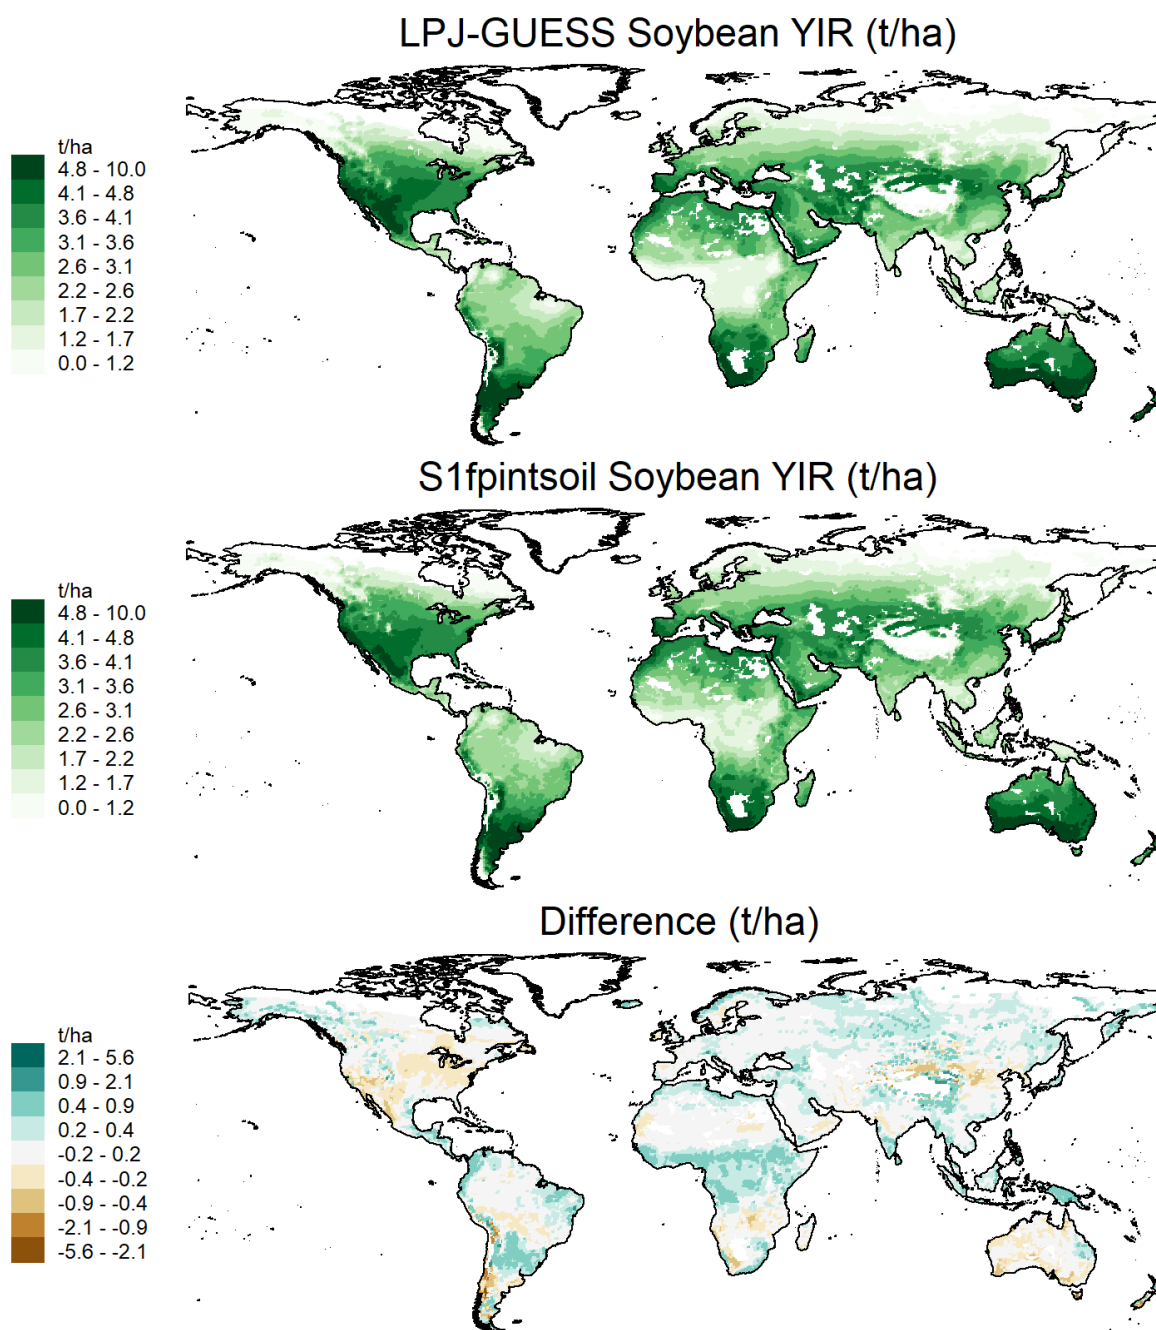 LPJ-GUESS Soybean YIR (t/ha)
t/ha
4.8 - 10.0
4.1 - 4.8
3.6 - 4.1
3.1 - 3.6
2.6 - 3.1
2.2 - 2.6
1.7 - 2.2
1.2 - 1.7
0.0 - 1.2
S1fpintsoil Soybean YIR (t/ha)
t/ha
4.8 - 10.0
4.1 - 4.8
3.6 - 4.1
3.1 - 3.6
2.6 - 3.1
2.2 - 2.6
1.7 - 2.2
1.2 - 1.7
0.0 - 1.2
Difference (t/ha)
t/ha
2.1 - 5.6
0.9 - 2.1
0.4 - 0.9
0.2 - 0.4
-0.2 - 0.2
-0.4 - -0.2
-0.9 - -0.4
-2.1 - -0.9
-5.6 - -2.1